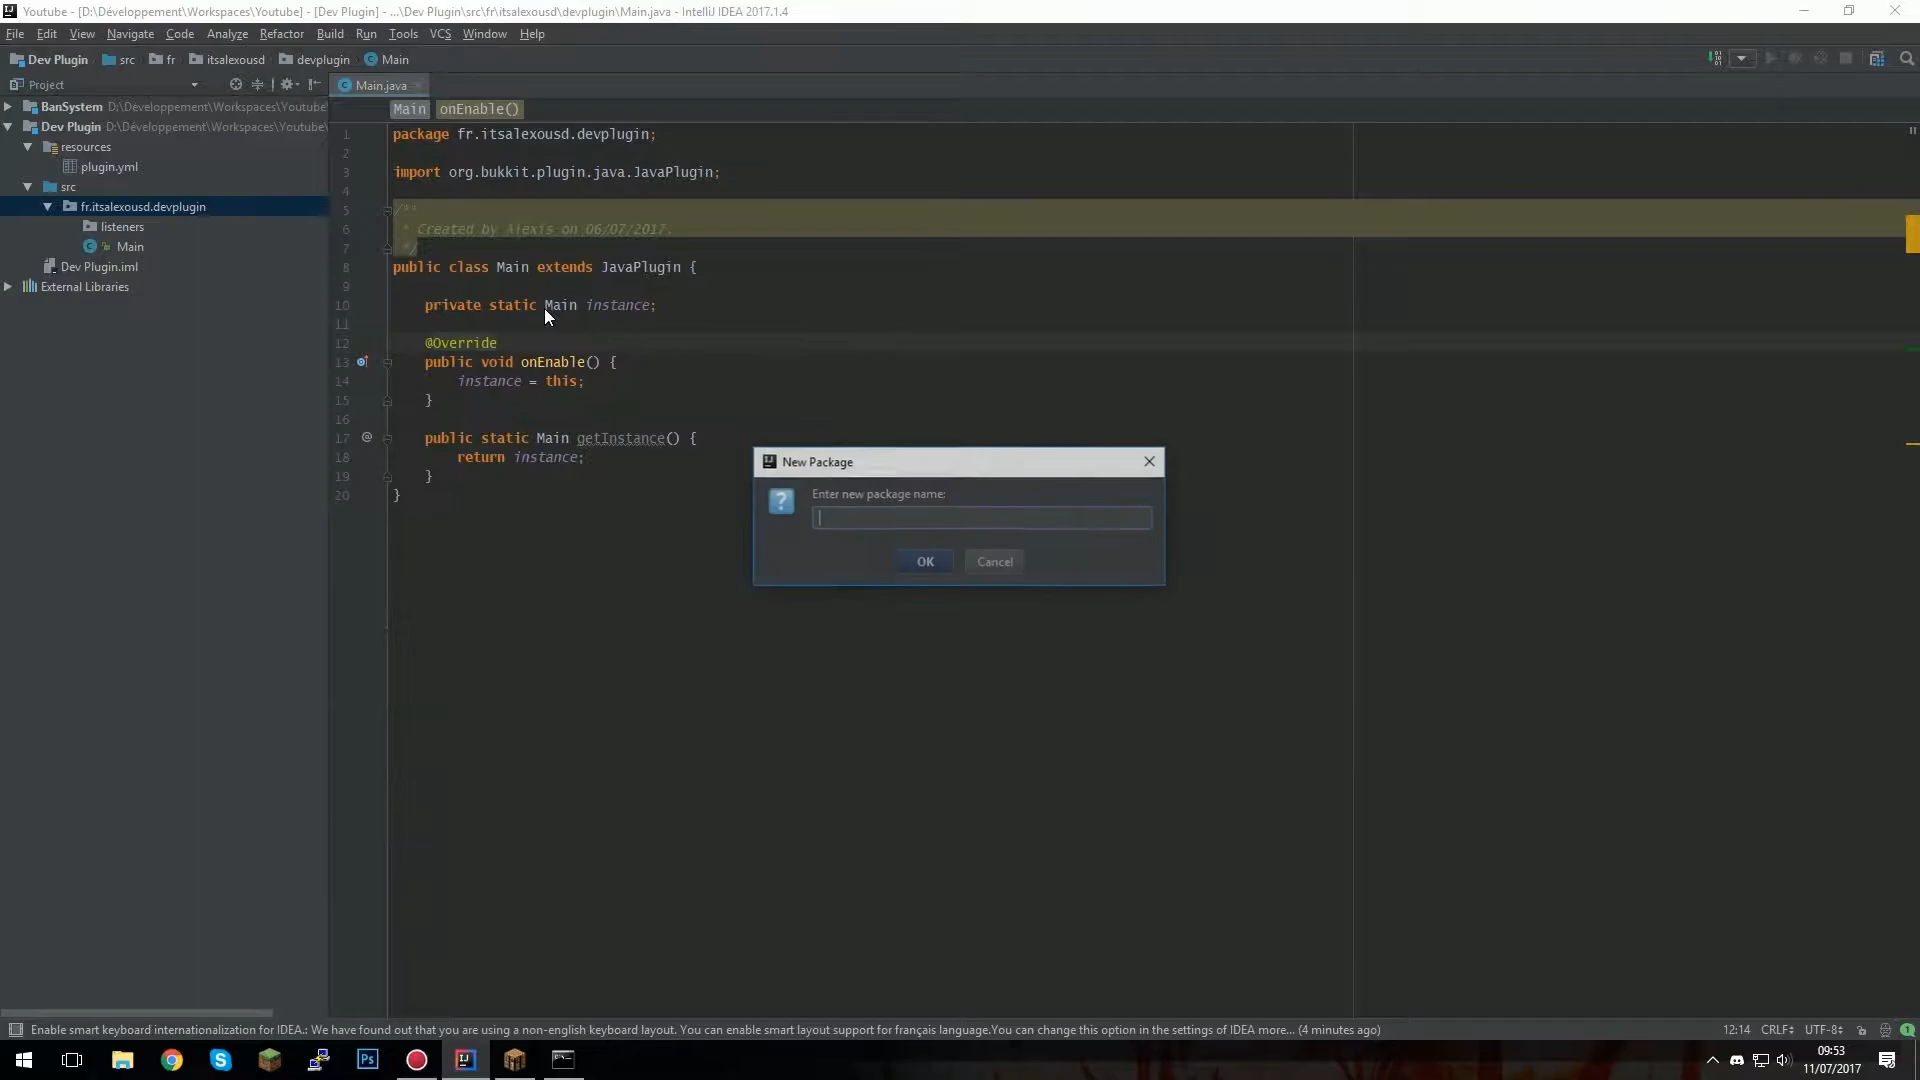 Youtube - [D:\Développement\Workspaces\Youtube] - [Dev Plugin] - ...\Dev Plugin\src\fr\itsalexousd\devplugin\Main.java - IntelliJ IDEA 2017.1.4
File Edit View Navigate Code Analyze Refactor Build Run Tools VCS Window Help
Dev Plugin src fr itsalexousd devplugin Main
Project
Main.java
BanSystem D:\Développement\Workspaces\Youtube
Dev Plugin D:\Développement\Workspaces\Youtube\
resources
plugin.yml
src
fr.itsalexousd.devplugin
listeners
Main
Dev Plugin.iml
External Libraries
Main onEnable()
1 package fr.itsalexousd.devplugin;
2
3 import org.bukkit.plugin.java.JavaPlugin;
4
5 /**
6 * Created by Alexis on 06/07/2017.
7 */
8 public class Main extends JavaPlugin {
9
10 private static Main instance;
11
12 @Override
13 public void onEnable() {
14 instance = this;
15 }
16
17 @ public static Main getInstance() {
18 return instance;
19 }
20 }
New Package
Enter new package name:
OK Cancel
Enable smart keyboard internationalization for IDEA.: We have found out that you are using a non-english keyboard layout. You can enable smart layout support for français language.You can change this option in the settings of IDEA more... (4 minutes ago)
12:14 CRLF UTF-8 1
09:53
11/07/2017